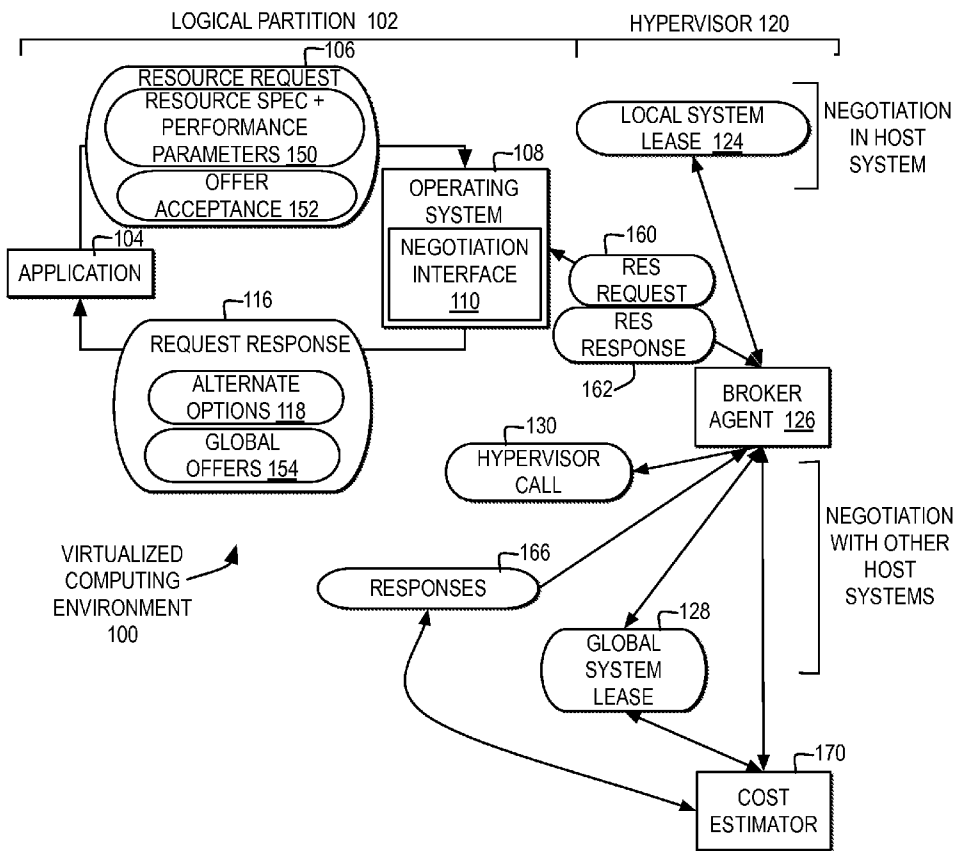 LOGICAL PARTITION 102
HYPERVISOR 120
106
RESOURCE REQUEST
RESOURCE SPEC +
PERFORMANCE
PARAMETERS 150
OFFER
ACCEPTANCE 152
LOCAL SYSTEM
LEASE 124
NEGOTIATION
IN HOST
SYSTEM
108
OPERATING
SYSTEM
NEGOTIATION
INTERFACE
110
104
APPLICATION
160
RES
REQUEST
RES
RESPONSE
162
116
REQUEST RESPONSE
ALTERNATE
OPTIONS 118
GLOBAL
OFFERS 154
BROKER
AGENT 126
130
HYPERVISOR
CALL
NEGOTIATION
WITH OTHER
HOST
SYSTEMS
VIRTUALIZED
COMPUTING
ENVIRONMENT
100
166
RESPONSES
128
GLOBAL
SYSTEM
LEASE
170
COST
ESTIMATOR